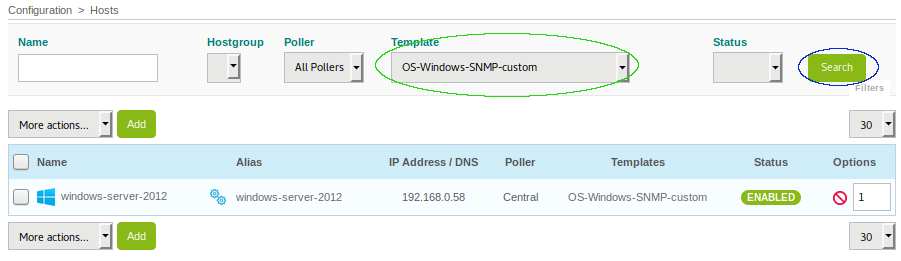 Configuration > Hosts
Name Hostgroup Poller Template Status
All Pollers OS-Windows-SNMP-custom Search
Filters
More actions... Add 30
Name Alias IP Address / DNS Poller Templates Status Options
windows-server-2012 windows-server-2012 192.168.0.58 Central OS-Windows-SNMP-custom ENABLED 1
More actions... Add 30